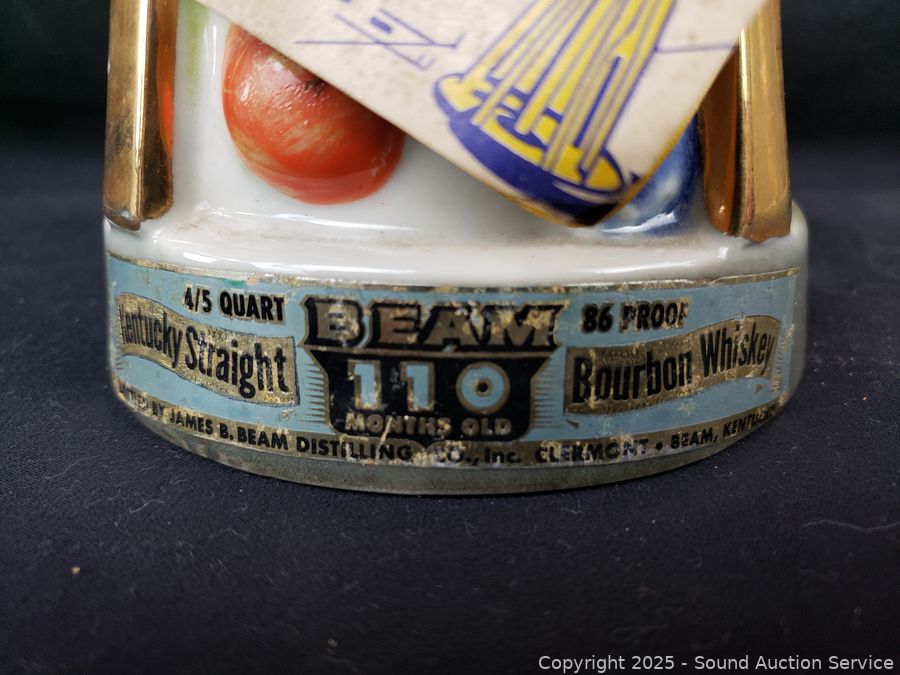 4/5 QUART
Kentucky Straight
BEAM
110
MONTHS OLD
86 PROOF
Bourbon Whiskey
BY JAMES B. BEAM DISTILLING CO., Inc. CLERMONT • BEAM, KENTUCKY
Copyright © 2025 - Sound Auction Service